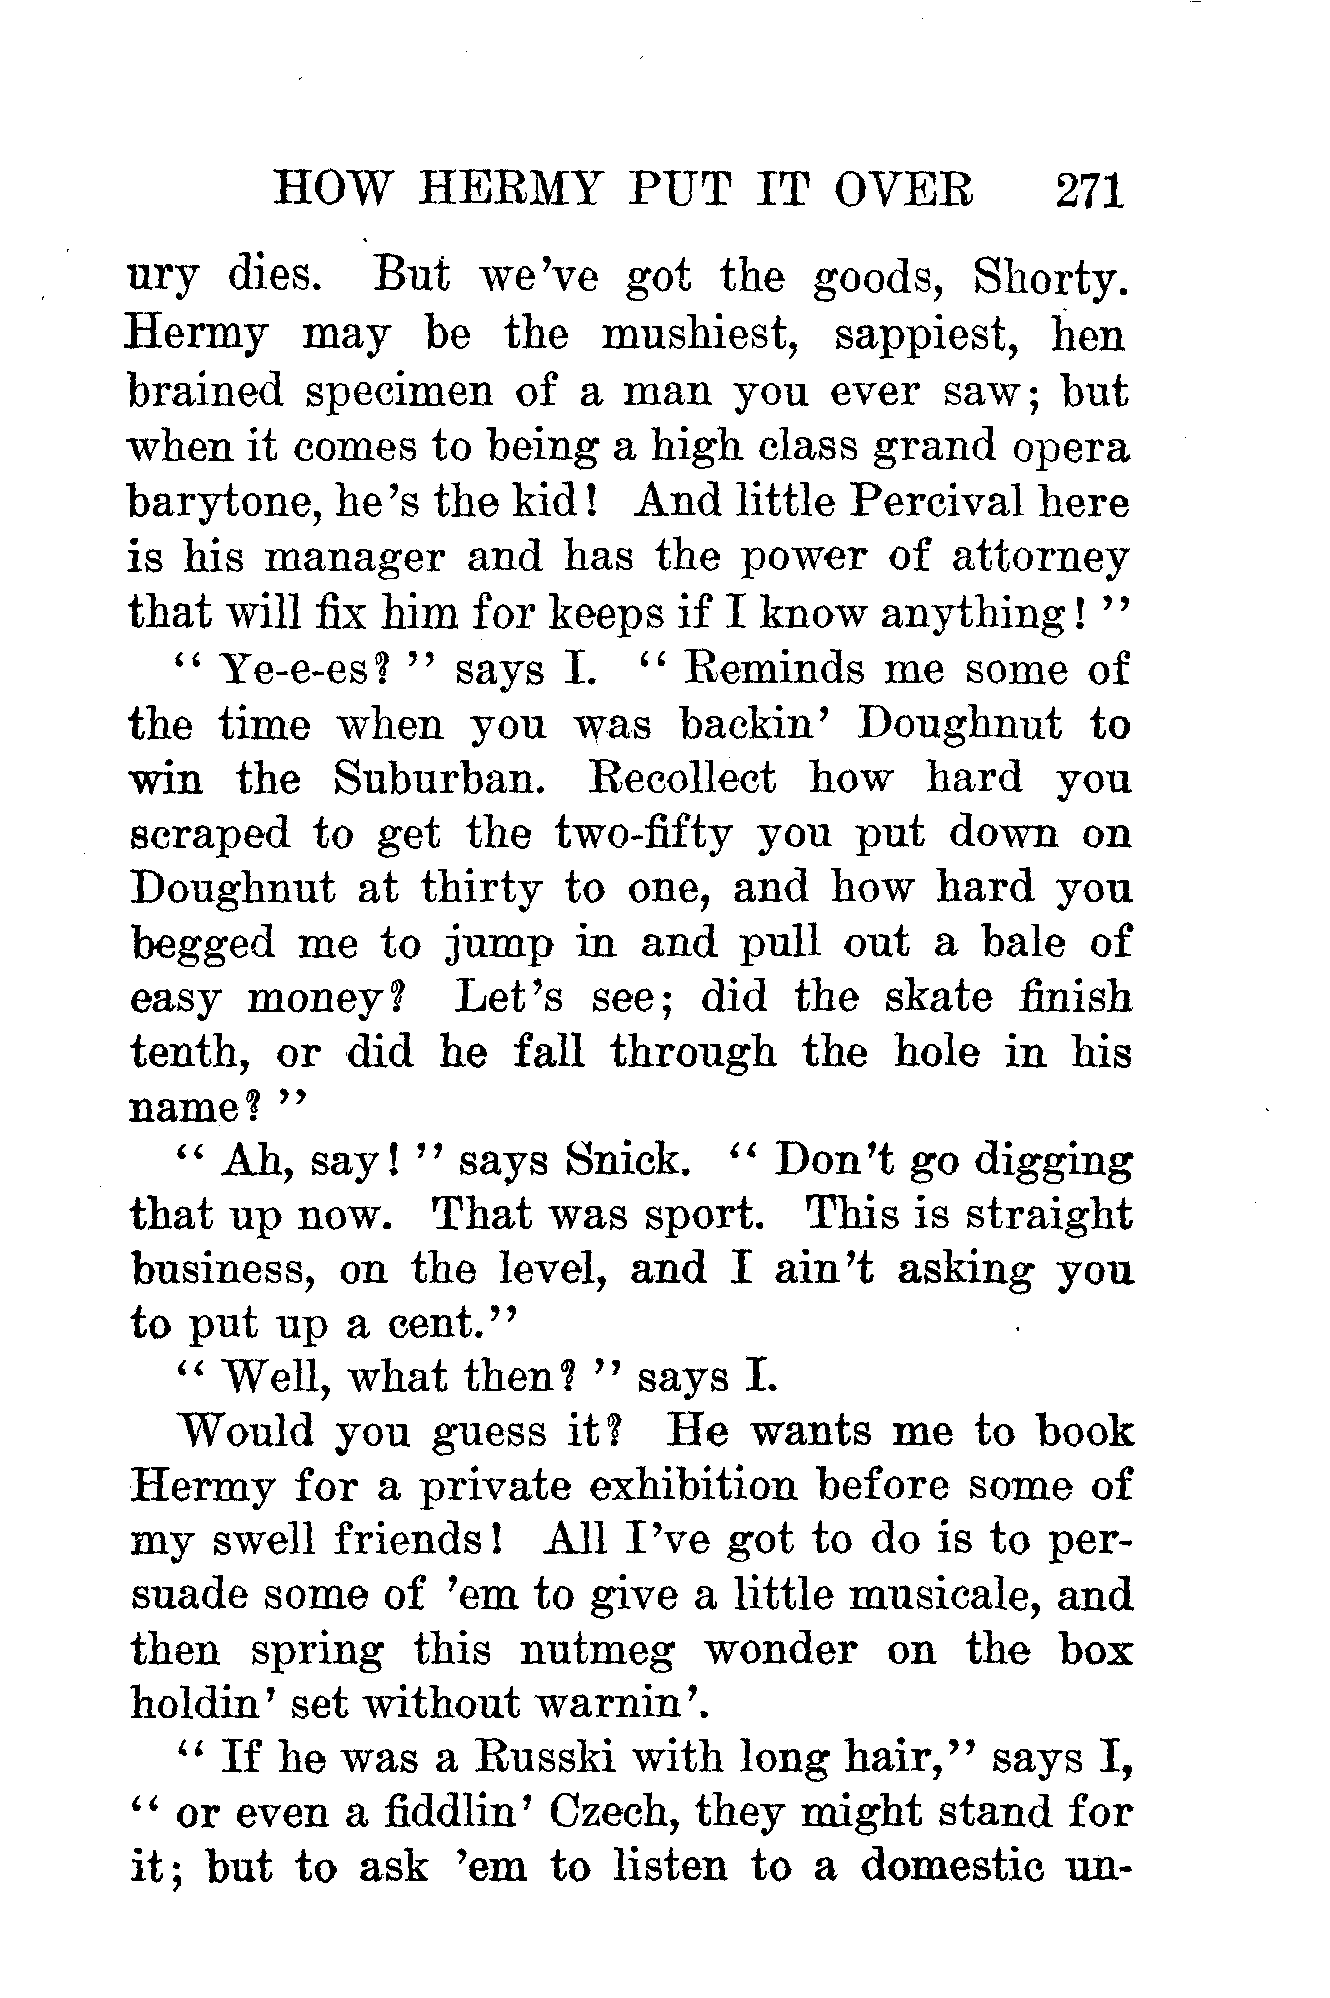 HOW HERMY PUT IT OVER 271
ury dies. But we've got the goods, Shorty.
Hermy may be the mushiest, sappiest, hen
brained specimen of a man you ever saw; but
when it comes to being a high class grand opera
barytone, he's the kid! And little Percival here
is his manager and has the power of attorney
that will fix him for keeps if I know anything!"
"Ye-e-es?" says I. "Reminds me some of
the time when you was backin' Doughnut to
win the Suburban. Recollect how hard you
scraped to get the two-fifty you put down on
Doughnut at thirty to one, and how hard you
begged me to jump in and pull out a bale of
easy money? Let's see; did the skate finish
tenth, or did he fall through the hole in his
name?"
"Ah, say!" says Snick. "Don't go digging
that up now. That was sport. This is straight
business, on the level, and I ain't asking you
to put up a cent."
"Well, what then?" says I.
Would you guess it? He wants me to book
Hermy for a private exhibition before some of
my swell friends! All I've got to do is to per-
suade some of 'em to give a little musicale, and
then spring this nutmeg wonder on the box
holdin' set without warnin'.
"If he was a Russki with long hair," says I,
"or even a fiddlin' Czech, they might stand for
it; but to ask 'em to listen to a domestic un-